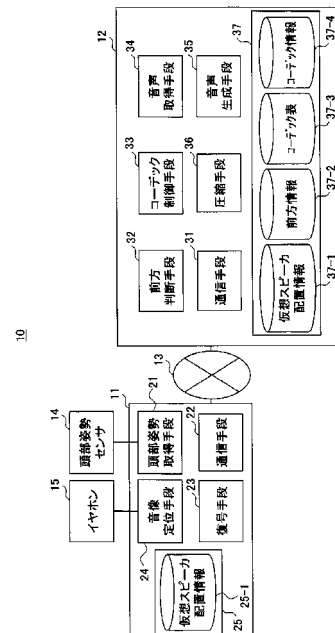 10
12
34
音声
取得手段
35
音声
生成手段
33
コーデック
制御手段
36
圧縮手段
32
前方
判断手段
31
通信手段
37
コーデック情報
37-4
コーデック表
37-3
前方情報
37-2
仮想スピーカ
配置情報
37-1
13
11
14
頭部姿勢
センサ
21
頭部姿勢
取得手段
22
通信手段
15
イヤホン
音像
定位手段
24
23
復号手段
仮想スピーカ
配置情報
25-1
25